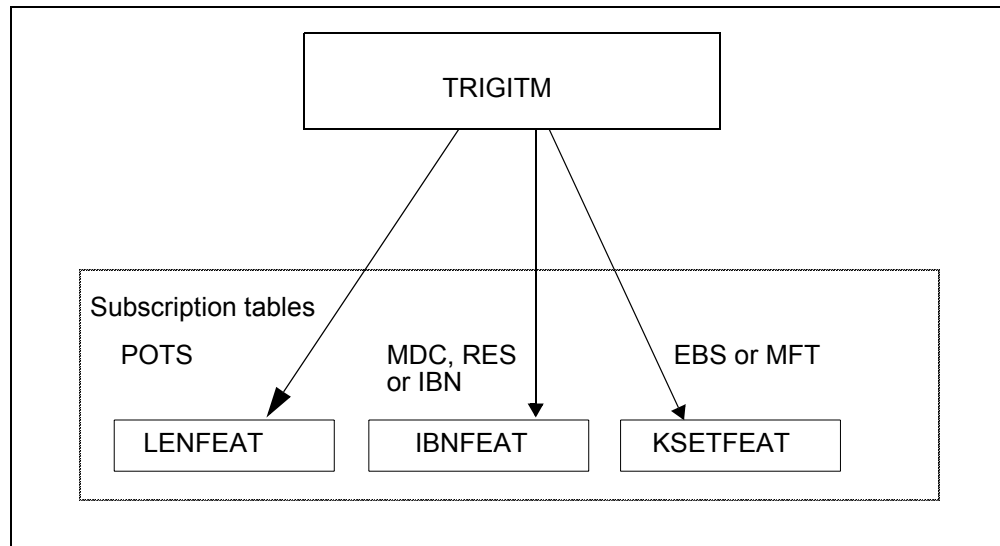 TRIGITM
Subscription tables
POTS
MDC, RES
or IBN
EBS or MFT
LENFEAT
IBNFEAT
KSETFEAT